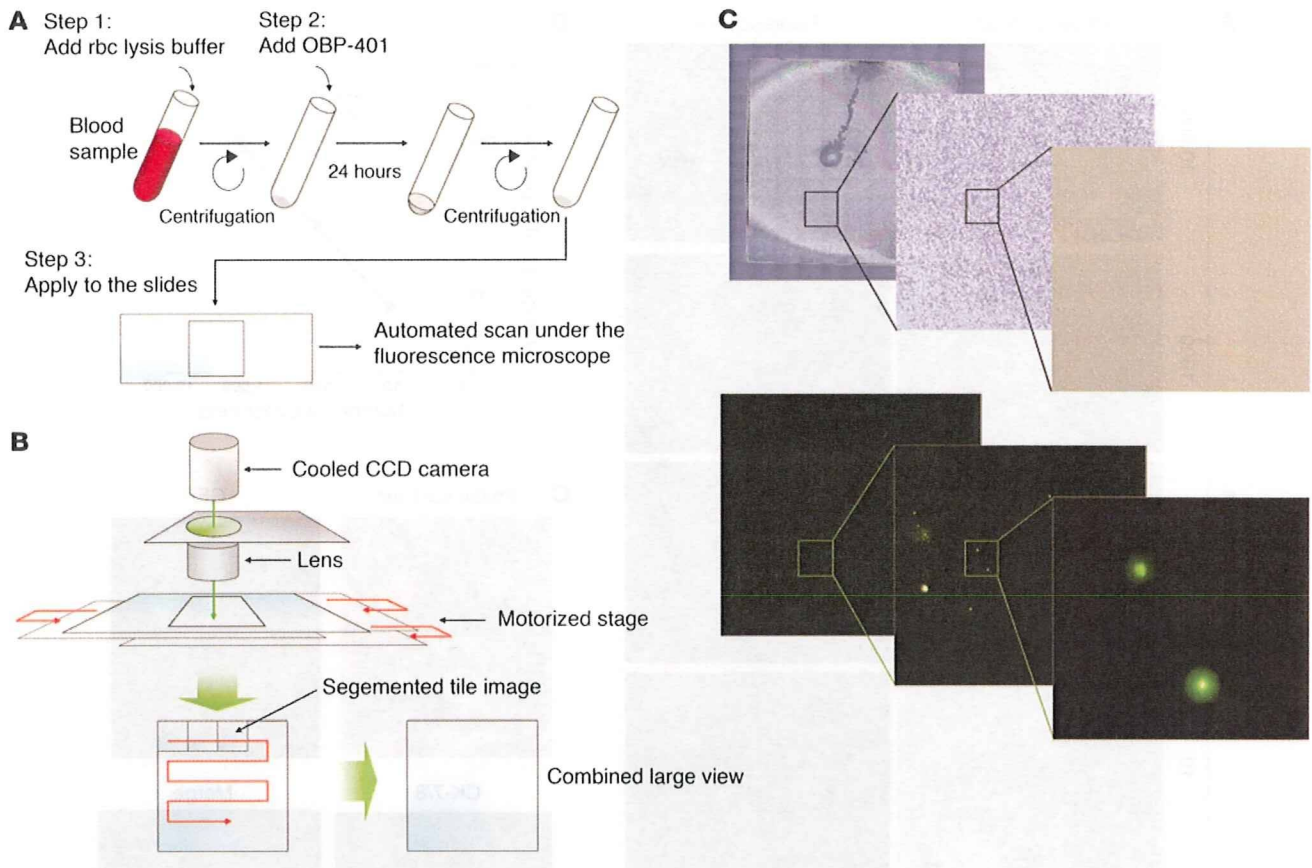 A
Step 1:
Add rbc lysis buffer
Step 2:
Add OBP-401
Blood
sample
Centrifugation
24 hours
Centrifugation
Step 3:
Apply to the slides
Automated scan under the
fluorescence microscope
B
Cooled CCD camera
Lens
Motorized stage
Segemented tile image
Combined large view
C